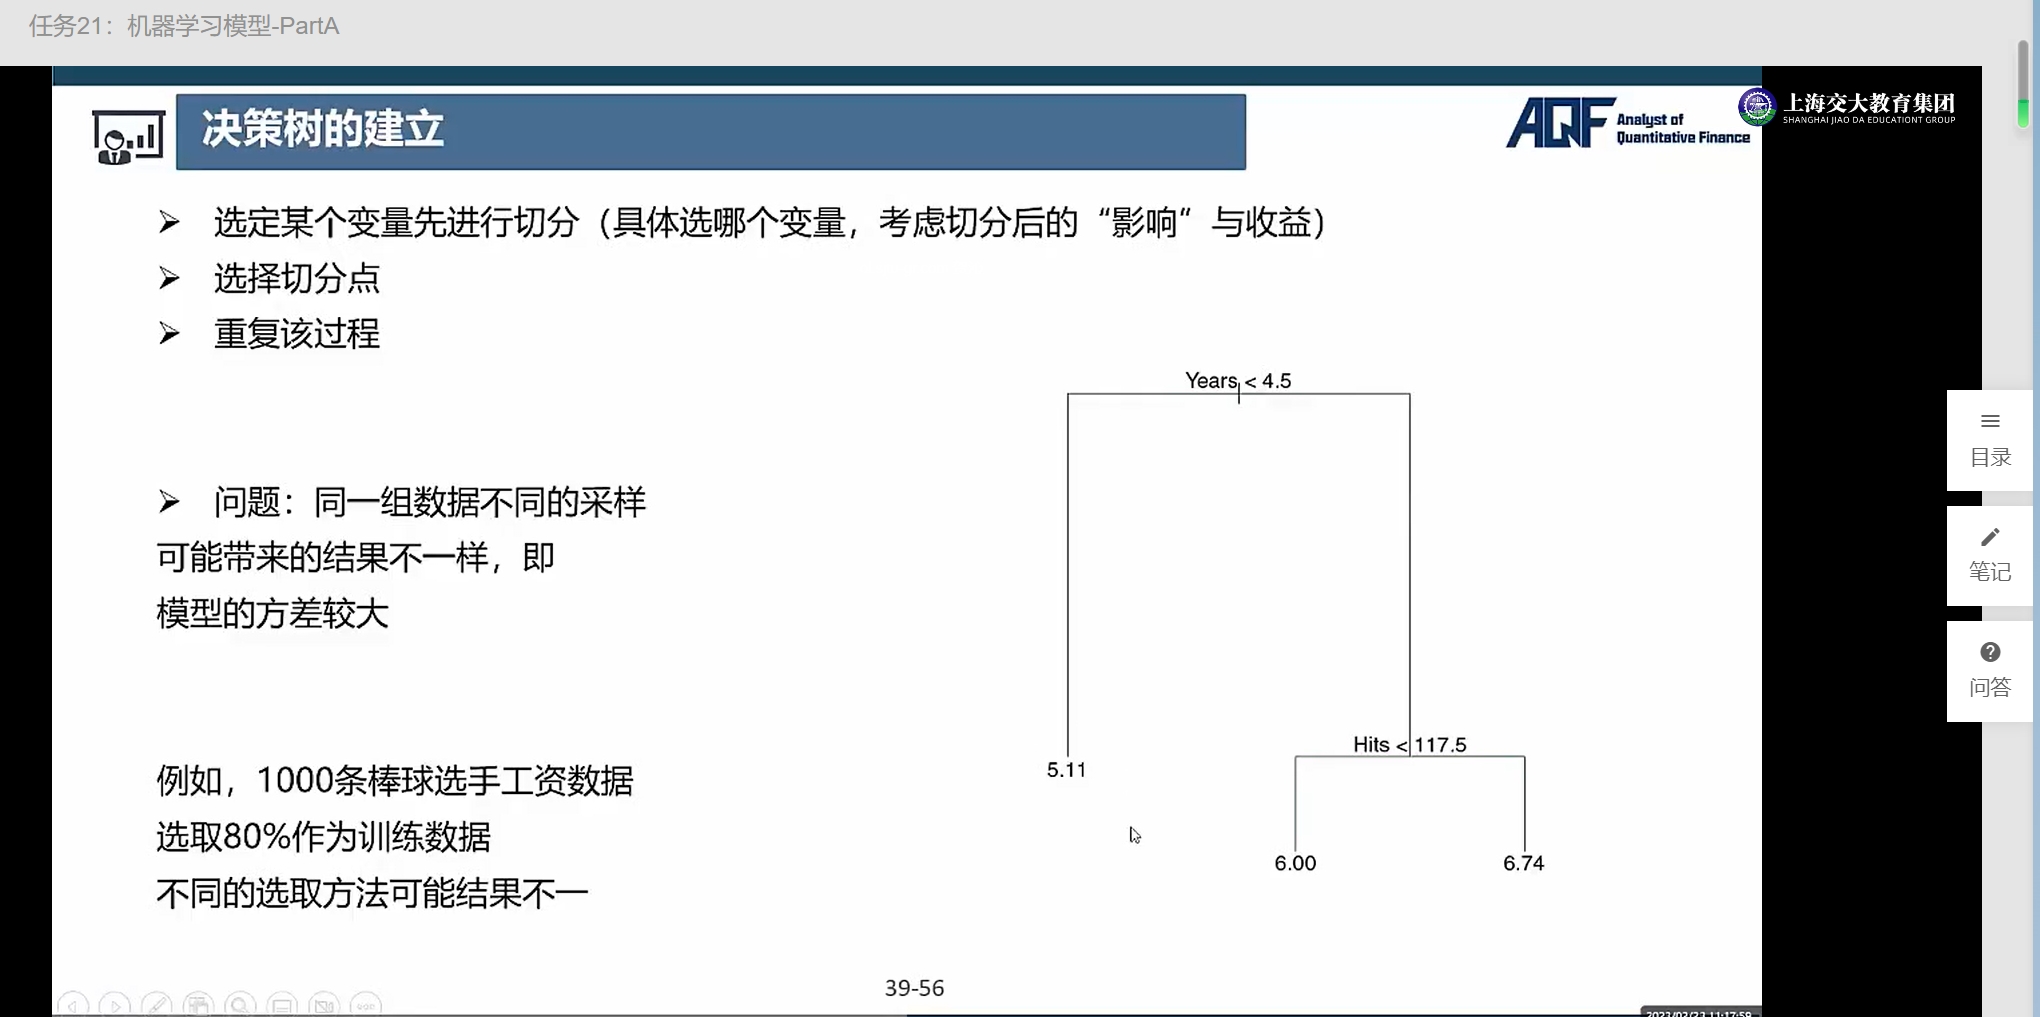 任务21：机器学习模型-PartA
决策树的建立
AQF Analyst of
Quantitative Finance
上海交大教育集团
SHANGHAI JIAO DA EDUCATIONT GROUP
选定某个变量先进行切分（具体选哪个变量，考虑切分后的“影响”与收益）
选择切分点
重复该过程
问题：同一组数据不同的采样
可能带来的结果不一样，即
模型的方差较大
例如，1000条棒球选手工资数据
选取80%作为训练数据
不同的选取方法可能结果不一
Years < 4.5
Hits < 117.5
5.11
6.00
6.74
目录
笔记
问答
39-56
2023/02/23 11:17:59